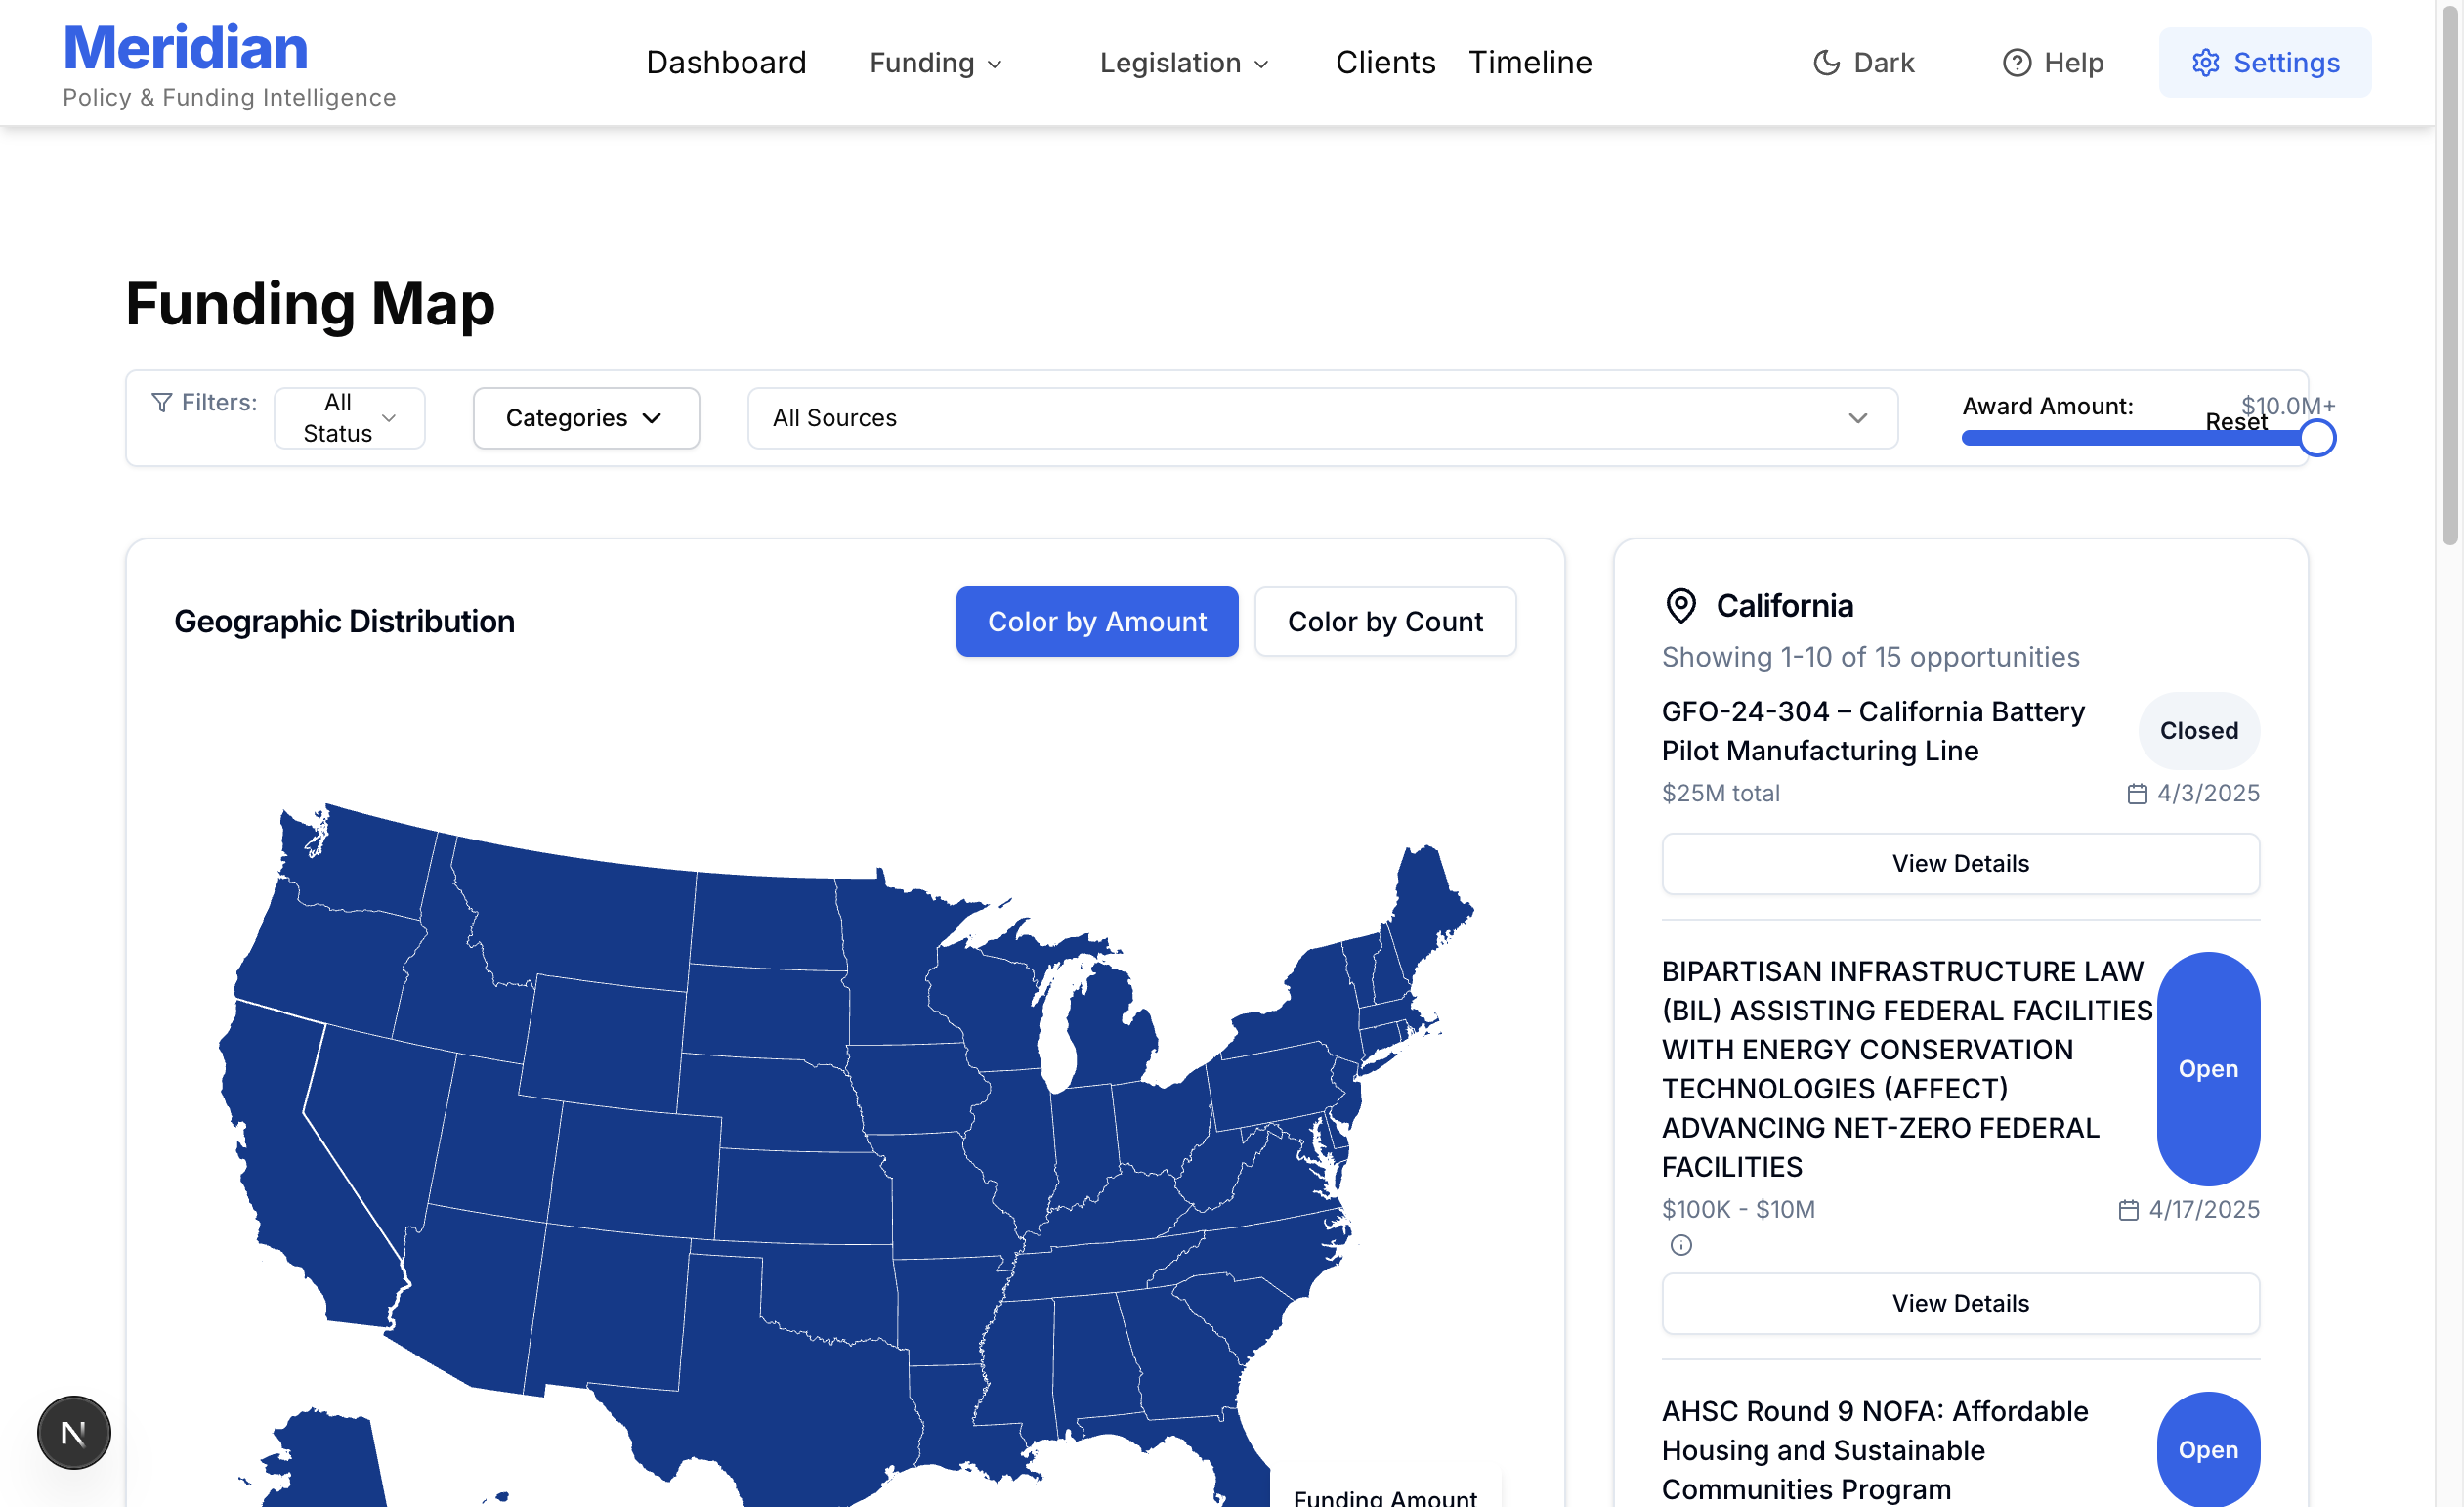 Meridian
Policy & Funding Intelligence
Dashboard
Funding
Legislation
Clients
Timeline
Dark
Help
Settings
Funding Map
Filters:
All
Status
Categories
All Sources
Award Amount:
$10.0M+
Reset
Geographic Distribution
Color by Amount
Color by Count
Funding Amount
California
Showing 1-10 of 15 opportunities
GFO-24-304 – California Battery
Pilot Manufacturing Line
Closed
$25M total
4/3/2025
View Details
BIPARTISAN INFRASTRUCTURE LAW
(BIL) ASSISTING FEDERAL FACILITIES
WITH ENERGY CONSERVATION
TECHNOLOGIES (AFFECT)
ADVANCING NET-ZERO FEDERAL
FACILITIES
Open
$100K - $10M
4/17/2025
View Details
AHSC Round 9 NOFA: Affordable
Housing and Sustainable
Communities Program
Open
N